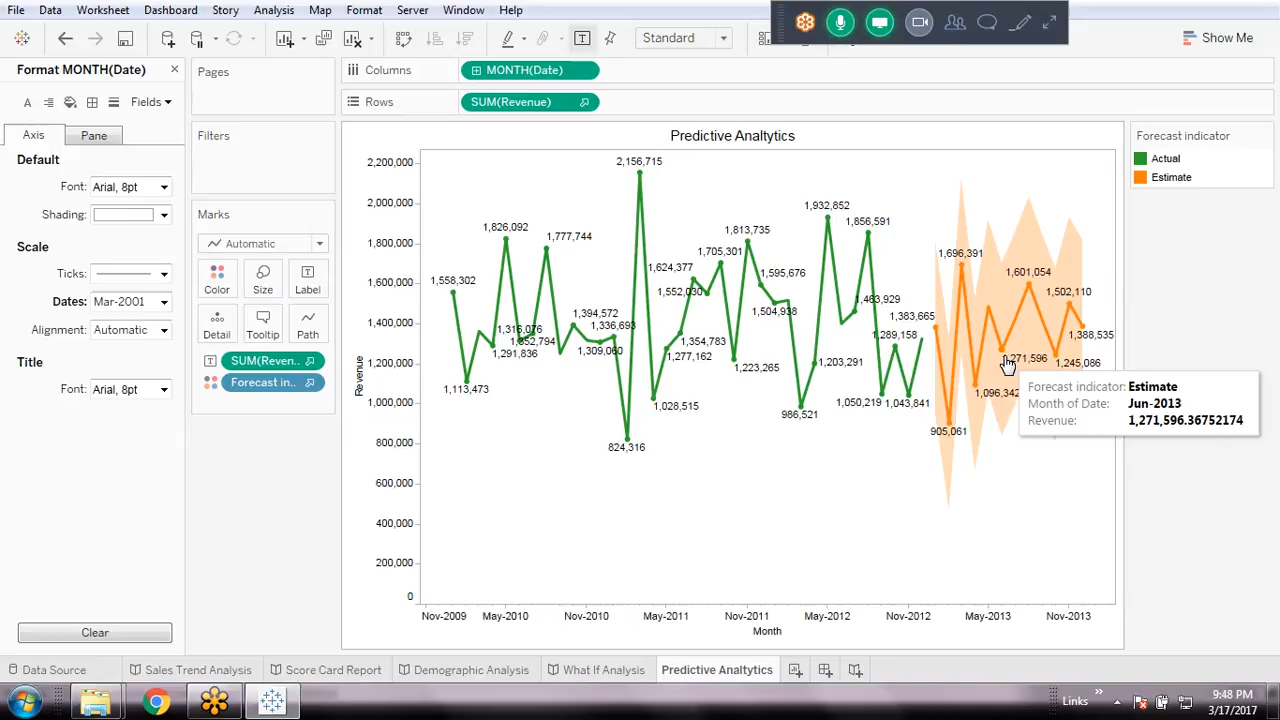 File Data Worksheet Dashboard Story Analysis Map Format Server Window Help
Standard
Show Me
Format MONTH(Date)
Fields
Axis Pane
Default
Font: Arial, 8pt
Shading:
Scale
Ticks:
Dates: Mar-2001
Alignment: Automatic
Title
Font: Arial, 8pt
Clear
Pages
Filters
Marks
Automatic
Color Size Label
Detail Tooltip Path
SUM(Reven..
Forecast in..
Columns MONTH(Date)
Rows SUM(Revenue)
Predictive Analtytics
2,200,000
2,000,000
1,800,000
1,600,000
1,400,000
1,200,000
1,000,000
800,000
600,000
400,000
200,000
0
Revenue
1,558,302
1,113,473
1,826,092
1,291,836
1,316,076
1,352,794
1,777,744
1,394,572
1,309,060
1,336,693
824,316
2,156,715
1,028,515
1,277,162
1,354,783
1,624,377
1,552,030
1,705,301
1,223,265
1,813,735
1,595,676
1,504,938
986,521
1,203,291
1,932,852
1,463,929
1,856,591
1,050,219
1,289,158
1,043,841
1,383,665
905,061
1,696,391
1,096,342
1,271,596
1,601,054
1,245,086
1,502,110
1,388,535
Nov-2009 May-2010 Nov-2010 May-2011 Nov-2011 May-2012 Nov-2012 May-2013 Nov-2013
Month
Forecast indicator: Estimate
Month of Date: Jun-2013
Revenue: 1,271,596.36752174
Forecast indicator
Actual
Estimate
Data Source Sales Trend Analysis Score Card Report Demographic Analysis What If Analysis Predictive Analtytics
Links
9:48 PM
3/17/2017